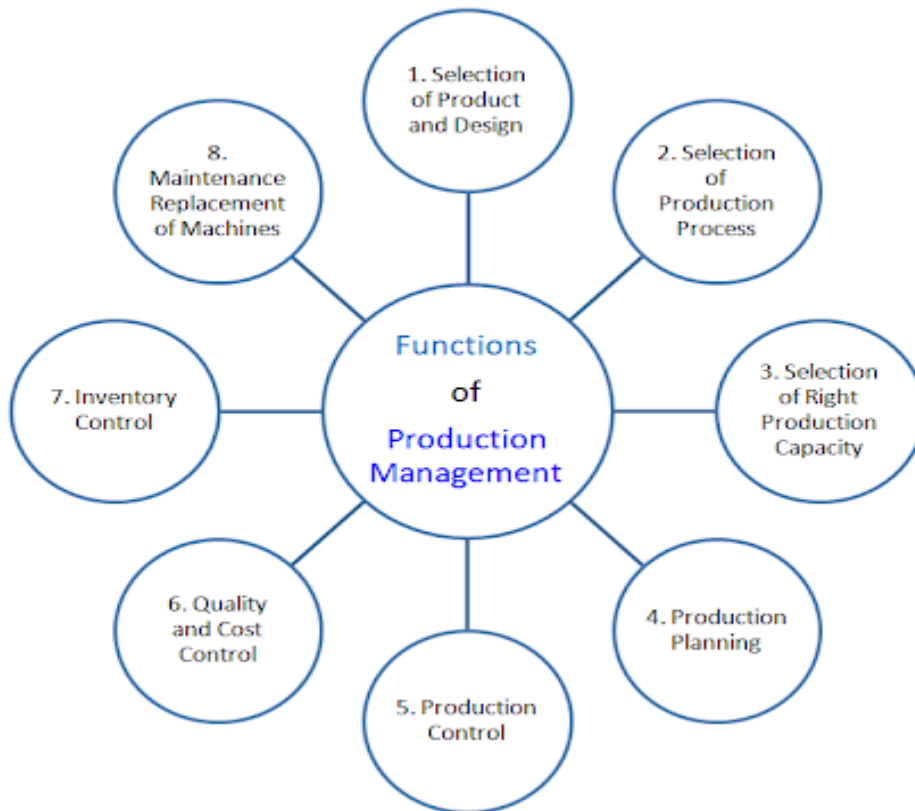 1. Selection
of Product
and Design
2. Selection
of
Production
Process
3. Selection
of Right
Production
Capacity
4. Production
Planning
5. Production
Control
6. Quality
and Cost
Control
7. Inventory
Control
8.
Maintenance
Replacement
of Machines
Functions
of
Production
Management